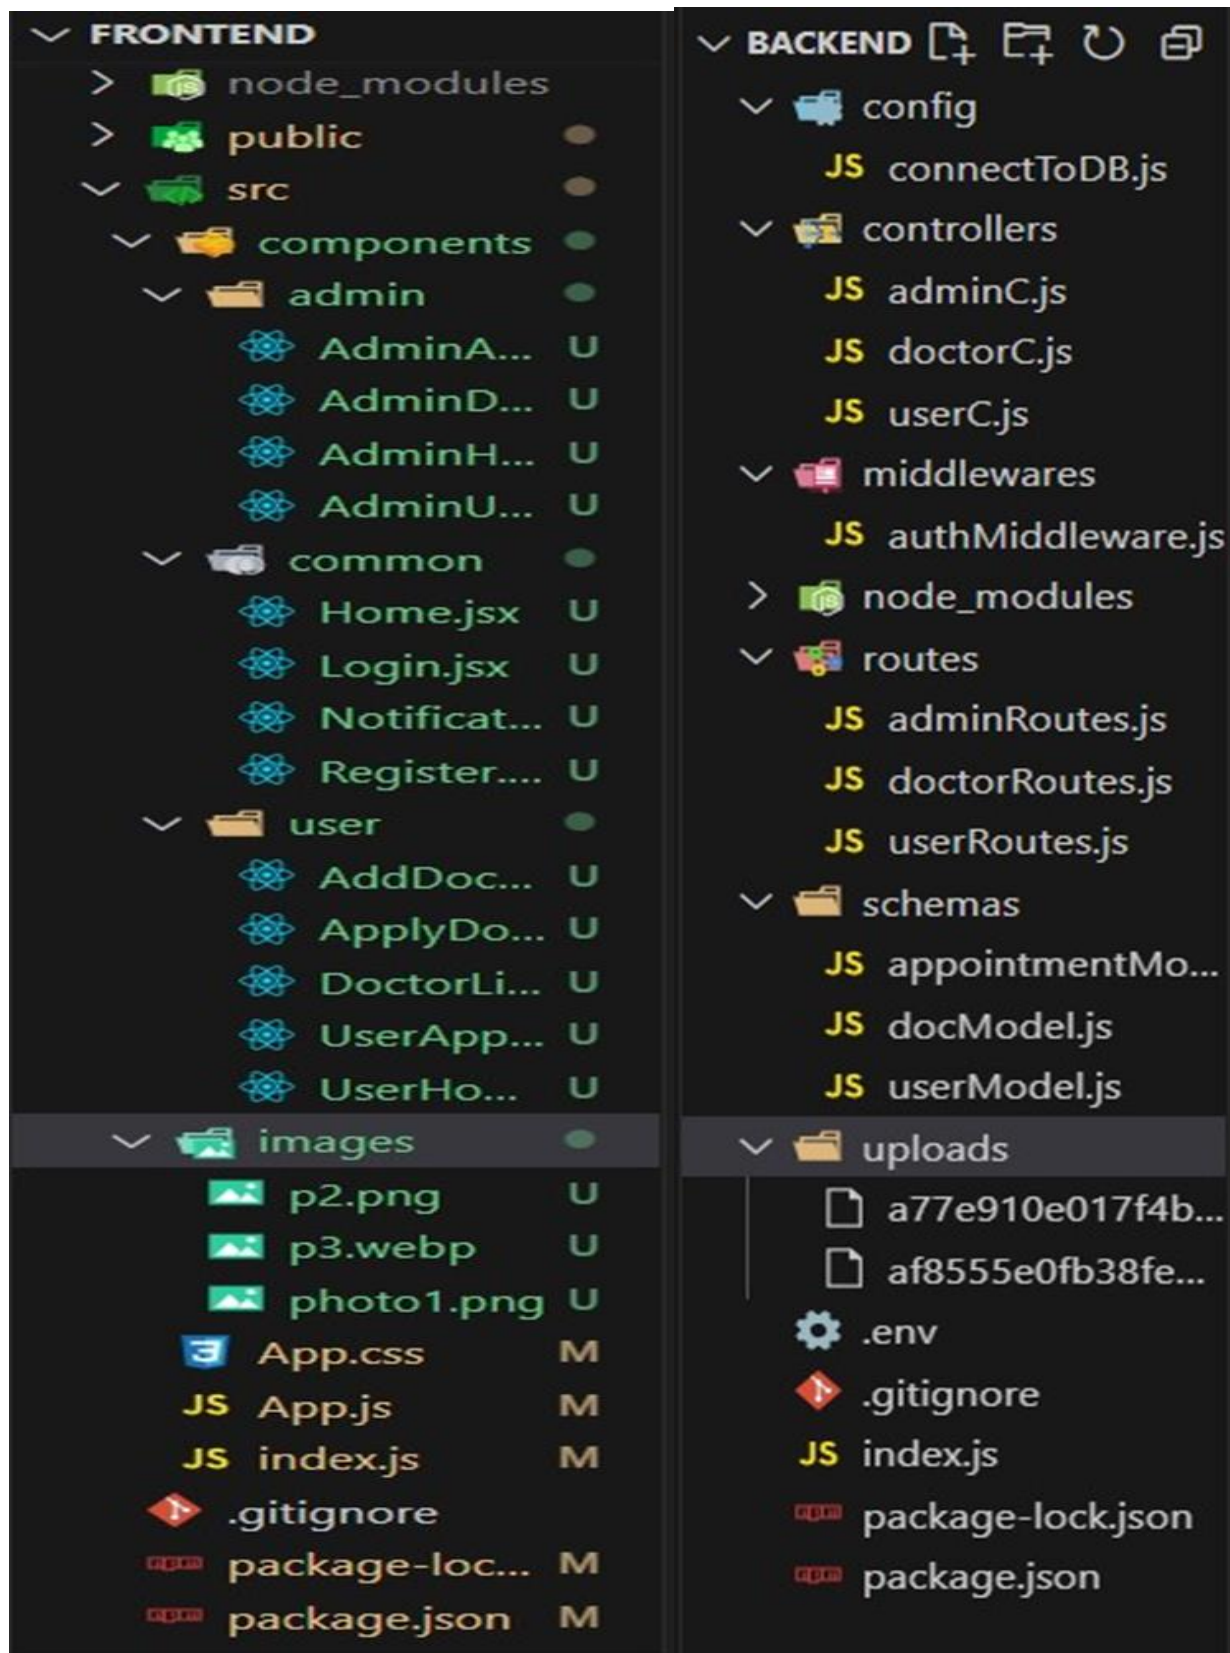 FRONTEND
node_modules
public
src
components
admin
AdminA... U
AdminD... U
AdminH... U
AdminU... U
common
Home.jsx U
Login.jsx U
Notificat... U
Register.... U
user
AddDoc... U
ApplyDo... U
DoctorLi... U
UserApp... U
UserHo... U
images
p2.png U
p3.webp U
photo1.png U
App.css M
JS App.js M
JS index.js M
.gitignore
package-loc... M
package.json M
BACKEND
config
JS connectToDB.js
controllers
JS adminC.js
JS doctorC.js
JS userC.js
middlewares
JS authMiddleware.js
node_modules
routes
JS adminRoutes.js
JS doctorRoutes.js
JS userRoutes.js
schemas
JS appointmentMo...
JS docModel.js
JS userModel.js
uploads
a77e910e017f4b...
af8555e0fb38fe...
.env
.gitignore
JS index.js
package-lock.json
package.json